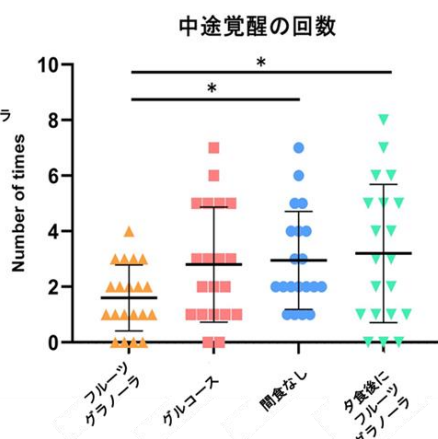 中途覚醒の回数
ラ
Number of times
10
8
6
4
2
0
*
*
フルーツ
グラノーラ
グルコース
間食なし
夕食後に
フルーツ
グラノーラ